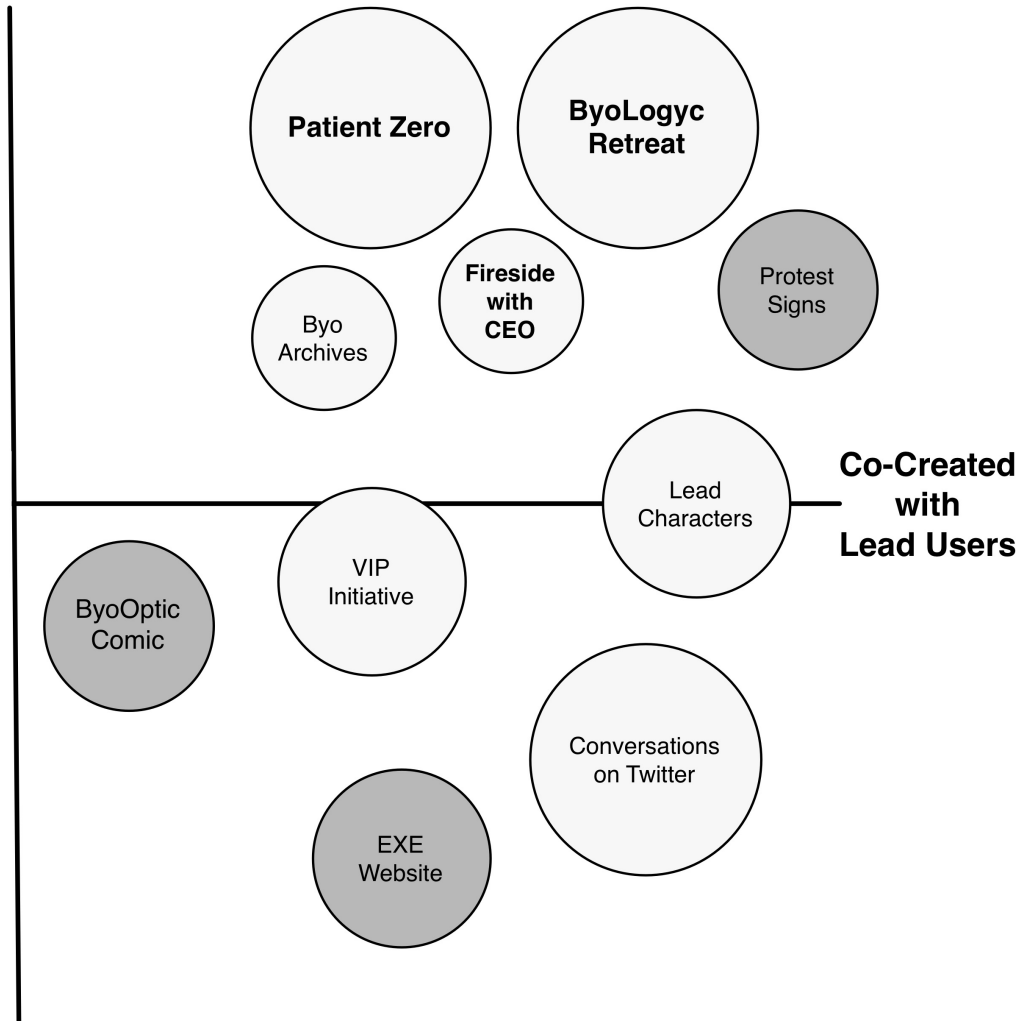 Patient Zero
ByoLogyc
Retreat
Fireside
with
CEO
Protest
Signs
Byo
Archives
Lead
Characters
Co-Created
with
Lead Users
VIP
Initiative
ByoOptic
Comic
Conversations
on Twitter
EXE
Website